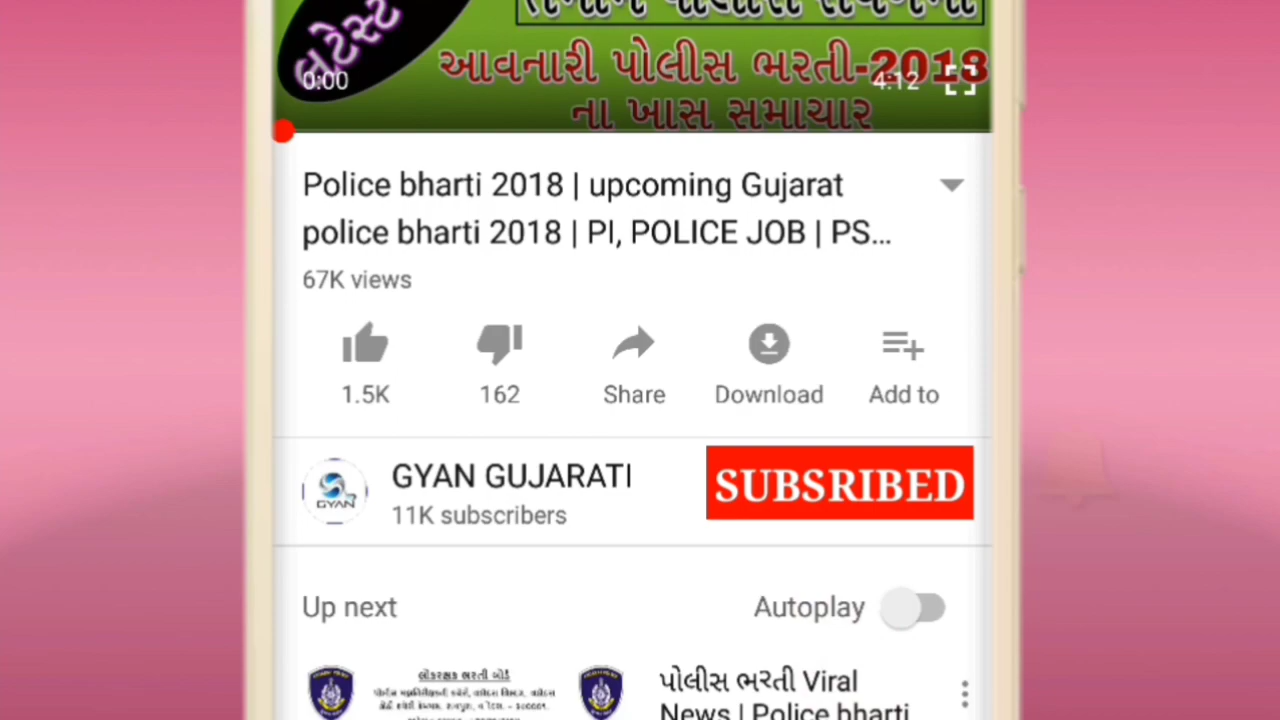 લેટેસ્ટ
આવનારી પોલીસ ભરતી-2018
0:00
4:12
ના ખાસ સમાચાર
Police bharti 2018 | upcoming Gujarat
police bharti 2018 | PI, POLICE JOB | PS...
67K views
1.5K
162
Share
Download
Add to
GYAN GUJARATI
11K subscribers
SUBSRIBED
GYAN
Up next
Autoplay
લોકરક્ષક ભરતી બોર્ડ
પોલીસ ભરતી Viral
News | Police bharti